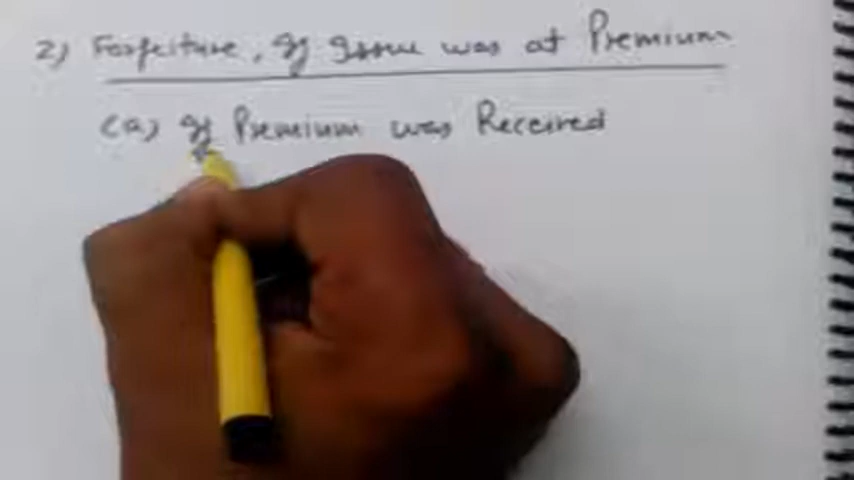 2) Forfeiture, If Issue was at Premium
(a) If Premium was Received